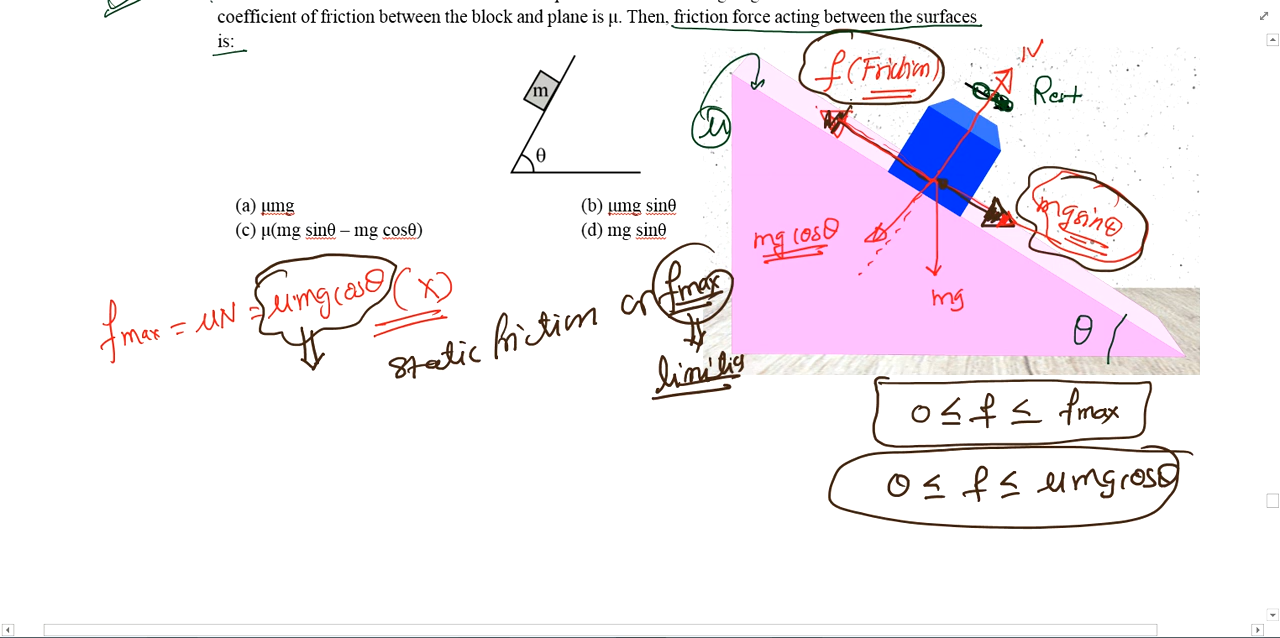 coefficient of friction between the block and plane is μ. Then, friction force acting between the surfaces
is:
m
θ
(a) μmg
(b) μmg sinθ
(c) μ(mg sinθ – mg cosθ)
(d) mg sinθ
f (Friction)
N
Rest
μ
mg sinθ
mg cosθ
mg
θ
fmax = μN = μmg cosθ (X)
static friction or fmax
0 ≤ f ≤ fmax
0 ≤ f ≤ μmg cosθ